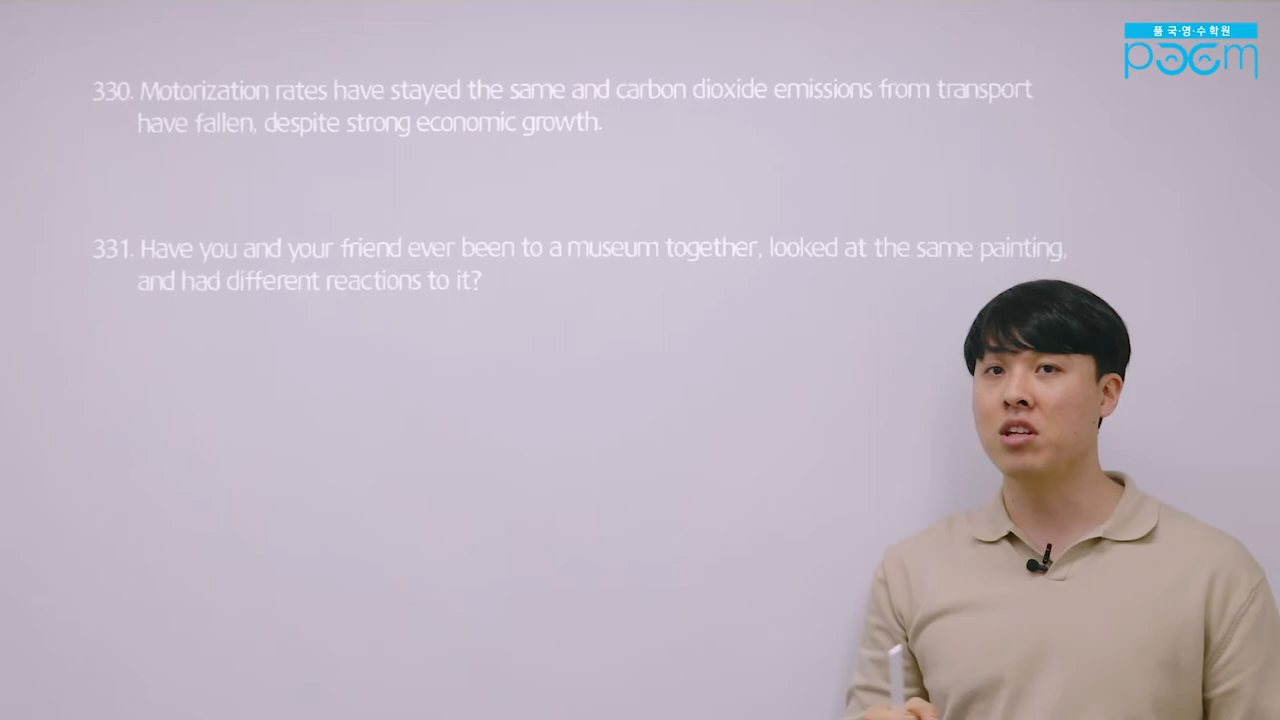 품 국·영·수 학원
poem
330. Motorization rates have stayed the same and carbon dioxide emissions from transport
have fallen, despite strong economic growth.
331. Have you and your friend ever been to a museum together, looked at the same painting,
and had different reactions to it?